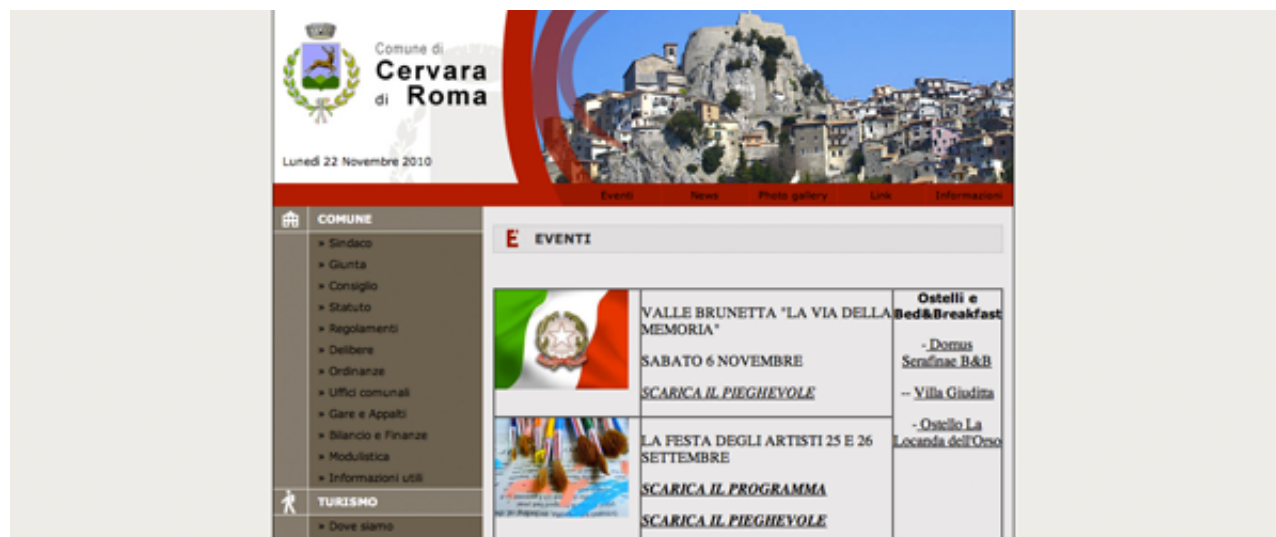 Comune di
Cervara
di Roma
Lunedì 22 Novembre 2010
Eventi News Photo gallery Link Informazioni
COMUNE
» Sindaco
» Giunta
» Consiglio
» Statuto
» Regolamenti
» Delibere
» Ordinanze
» Uffici comunali
» Gare e Appalti
» Bilancio e Finanze
» Modulistica
» Informazioni utili
TURISMO
» Dove siamo
E EVENTI
VALLE BRUNETTA "LA VIA DELLA
MEMORIA"
SABATO 6 NOVEMBRE
SCARICA IL PIEGHEVOLE
LA FESTA DEGLI ARTISTI 25 E 26
SETTEMBRE
SCARICA IL PROGRAMMA
SCARICA IL PIEGHEVOLE
Ostelli e
Bed&Breakfast
- Domus
Serafinae B&B
-- Villa Giuditta
- Ostello La
Locanda dell'Orso